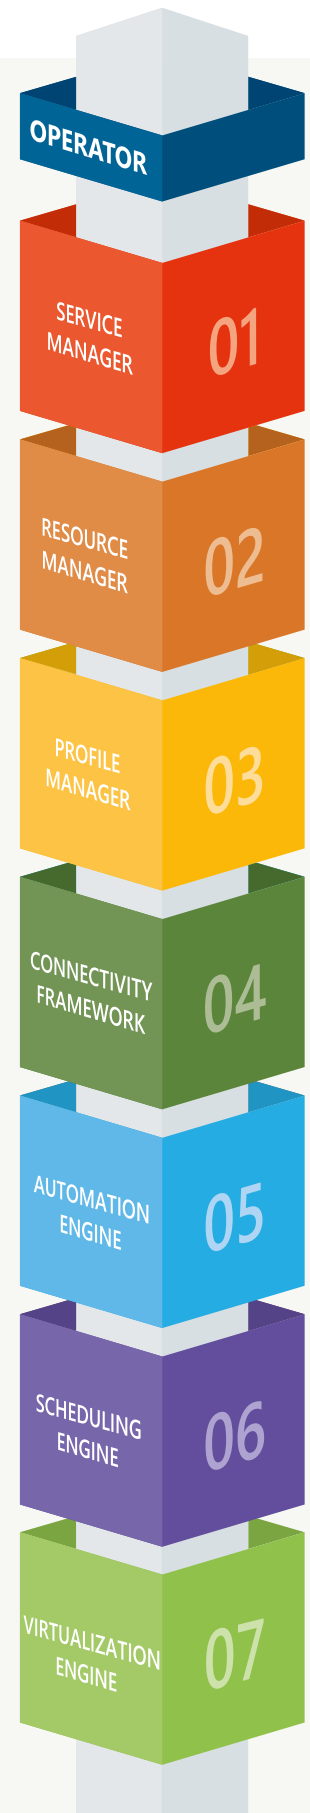 OPERATOR
SERVICE
MANAGER
01
RESOURCE
MANAGER
02
PROFILE
MANAGER
03
CONNECTIVITY
FRAMEWORK
04
AUTOMATION
ENGINE
05
SCHEDULING
ENGINE
06
VIRTUALIZATION
ENGINE
07